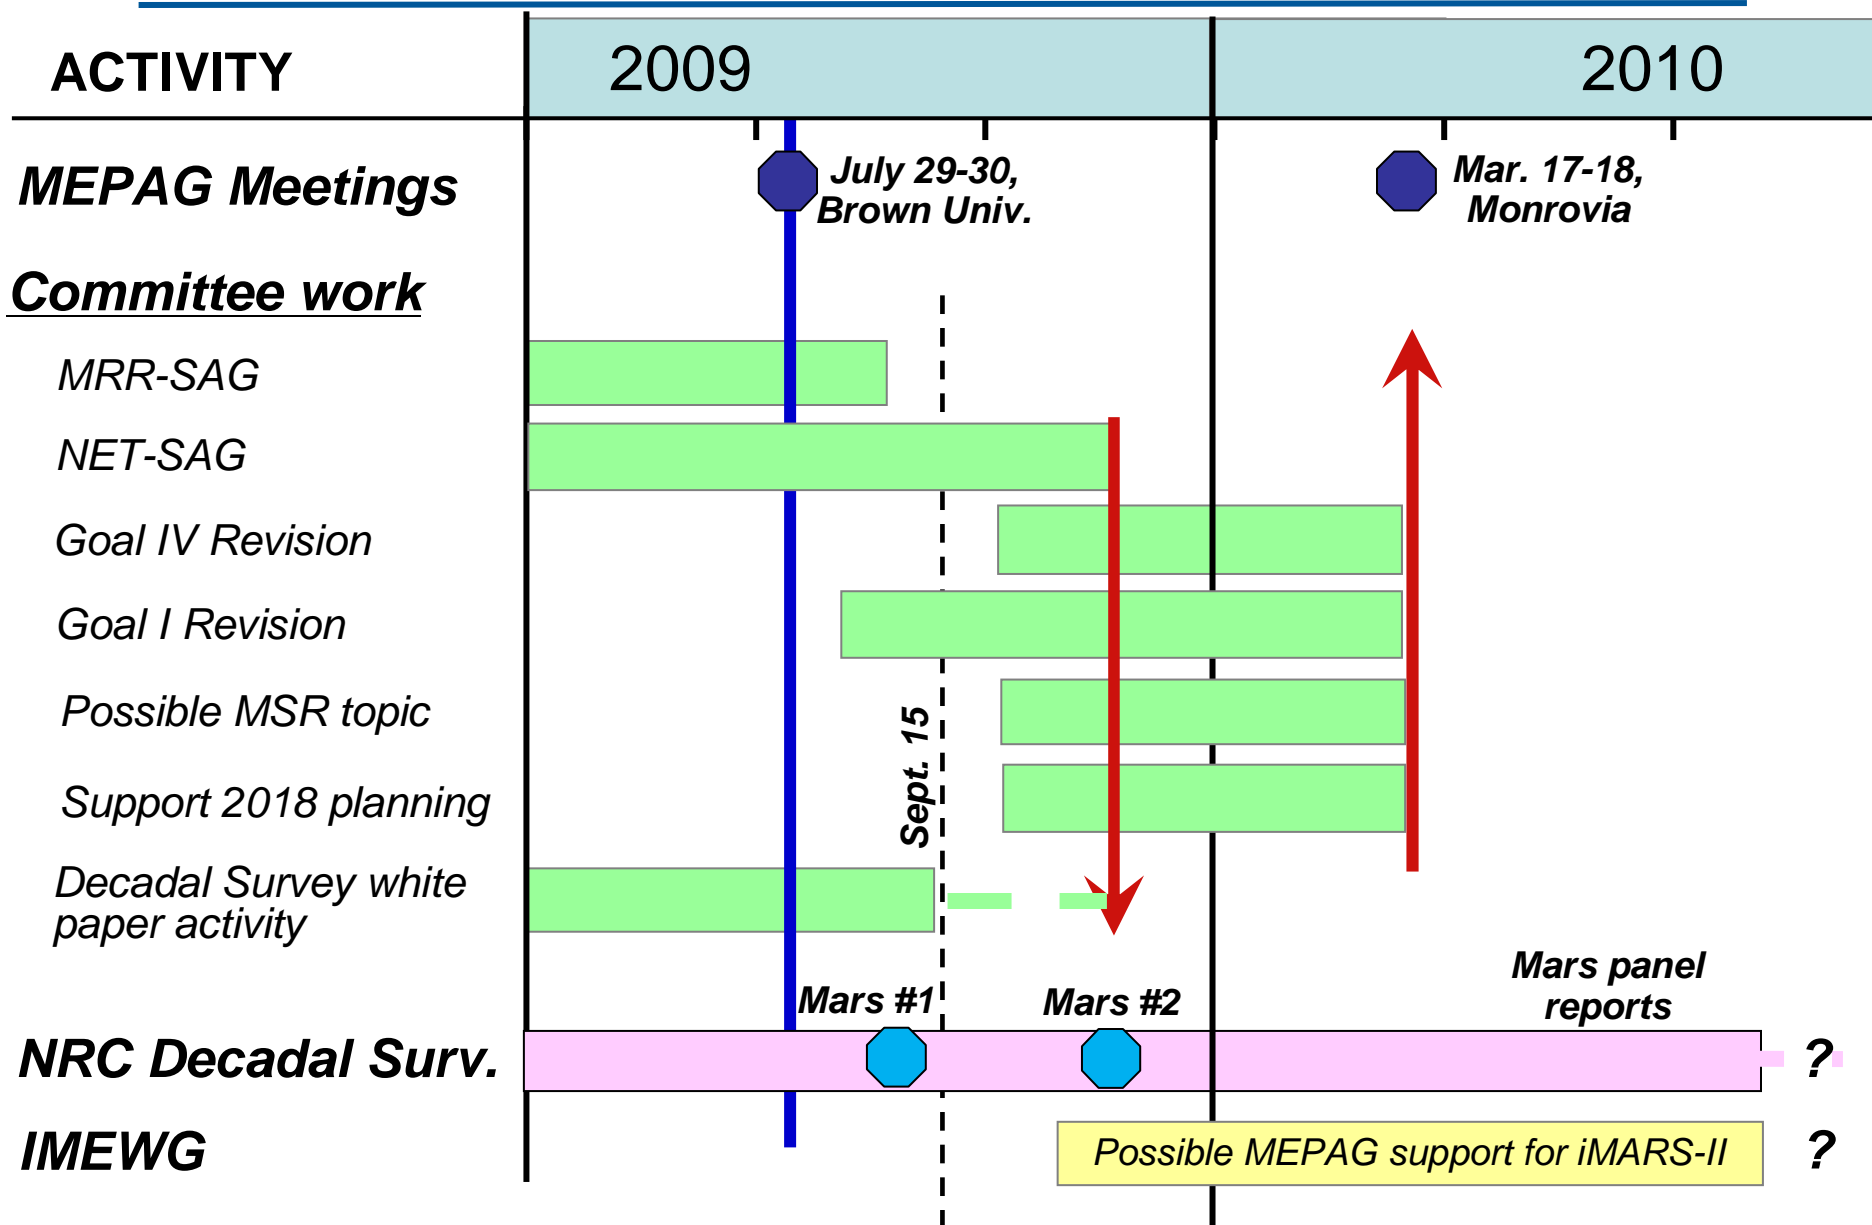 ACTIVITY
2009
2010
MEPAG Meetings
July 29-30,
Brown Univ.
Mar. 17-18,
Monrovia
Committee work
MRR-SAG
NET-SAG
Goal IV Revision
Goal I Revision
Possible MSR topic
Support 2018 planning
Sept. 15
Decadal Survey white
paper activity
Mars #1
Mars #2
Mars panel
reports
NRC Decadal Surv.
?
IMEWG
Possible MEPAG support for iMARS-II
?